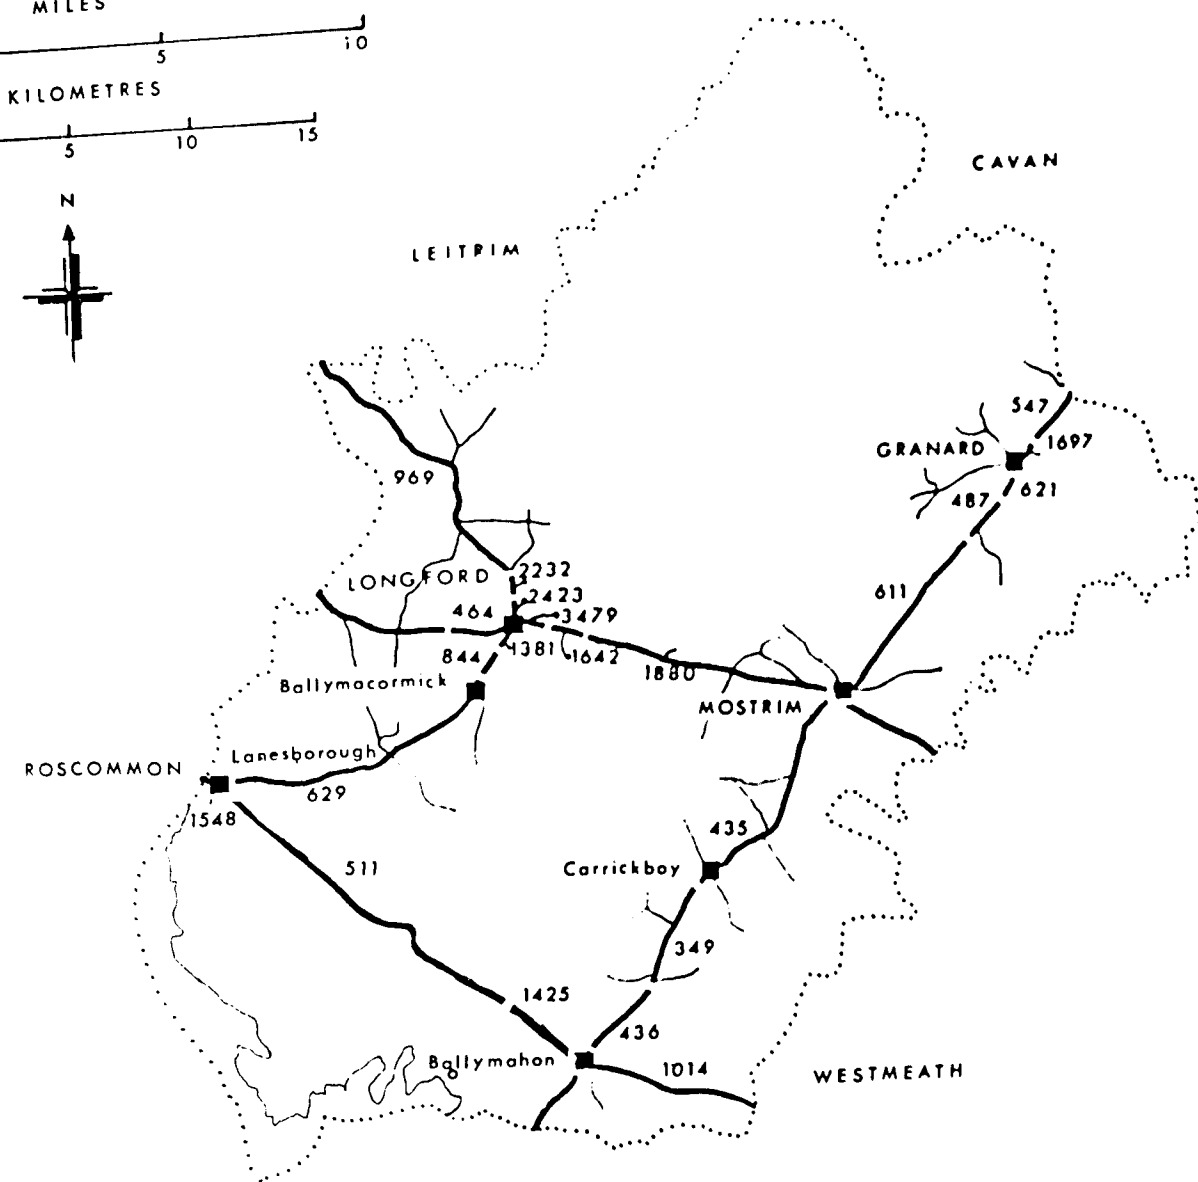 MILES
5 10
KILOMETRES
5 10 15
N
CAVAN
LEITRIM
547
GRANARD 1697
969
487 621
LONGFORD 2232
2423
611
464 3479
844 1381 1642
1880
Ballymacormick
MOSTRIM
Lanesborough
ROSCOMMON
629
1548
435
511 Carrickboy
349
1425
436
Ballymahon 1014
WESTMEATH